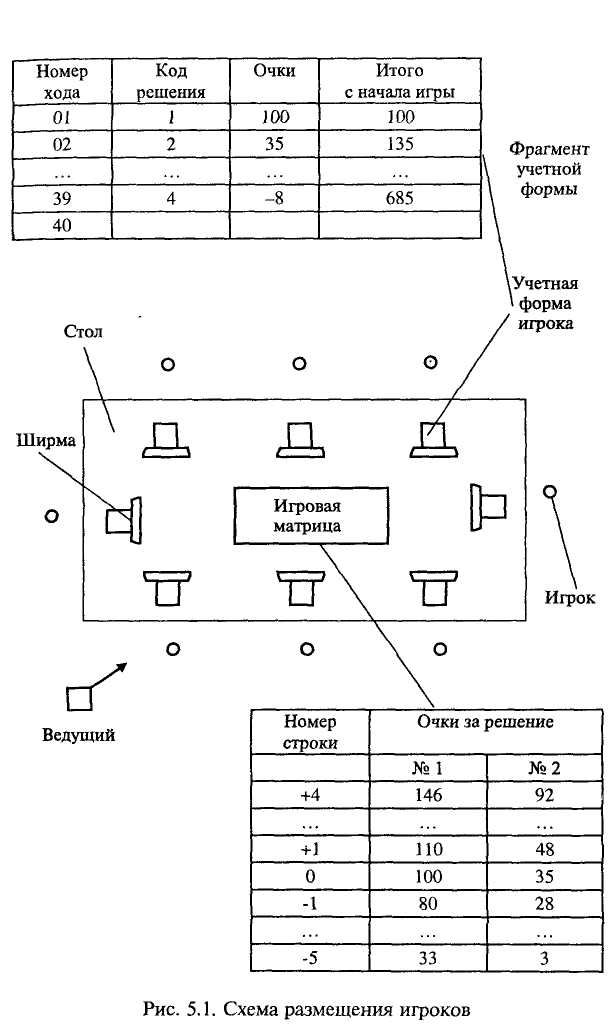 Номер хода Код решения Очки Итого с начала игры
01 1 100 100
02 2 35 135
... ... ... ...
39 4 –8 685
40
Фрагмент
учетной
формы
Учетная
форма
игрока
Стол
Ширма
Игровая
матрица
Игрок
Ведущий
Номер строки Очки за решение
№ 1 № 2
+4 146 92
... ... ...
+1 110 48
0 100 35
-1 80 28
... ... ...
-5 33 3
Рис. 5.1. Схема размещения игроков